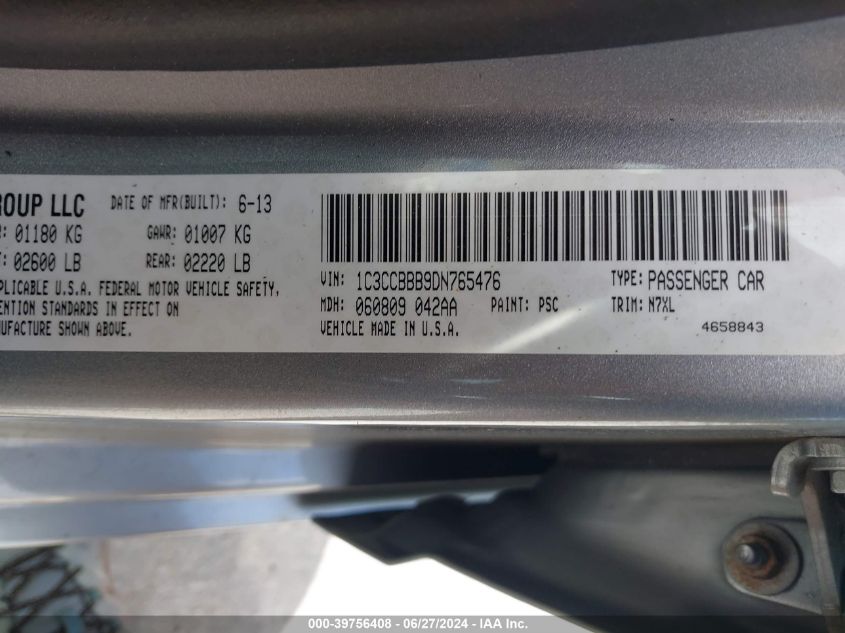 ROUP LLC DATE OF MFR(BUILT): 6-13
: 01180 KG GAWR: 01007 KG
: 02600 LB REAR: 02220 LB
PLICABLE U.S.A. FEDERAL MOTOR VEHICLE SAFETY,
ENTION STANDARDS IN EFFECT ON
NUFACTURE SHOWN ABOVE.
VIN: 1C3CCBBB9DN765476 TYPE: PASSENGER CAR
MDH: 060809 042AA PAINT: PSC TRIM: N7XL
VEHICLE MADE IN U.S.A. 4658843
000-39756408 - 06/27/2024 - IAA Inc.